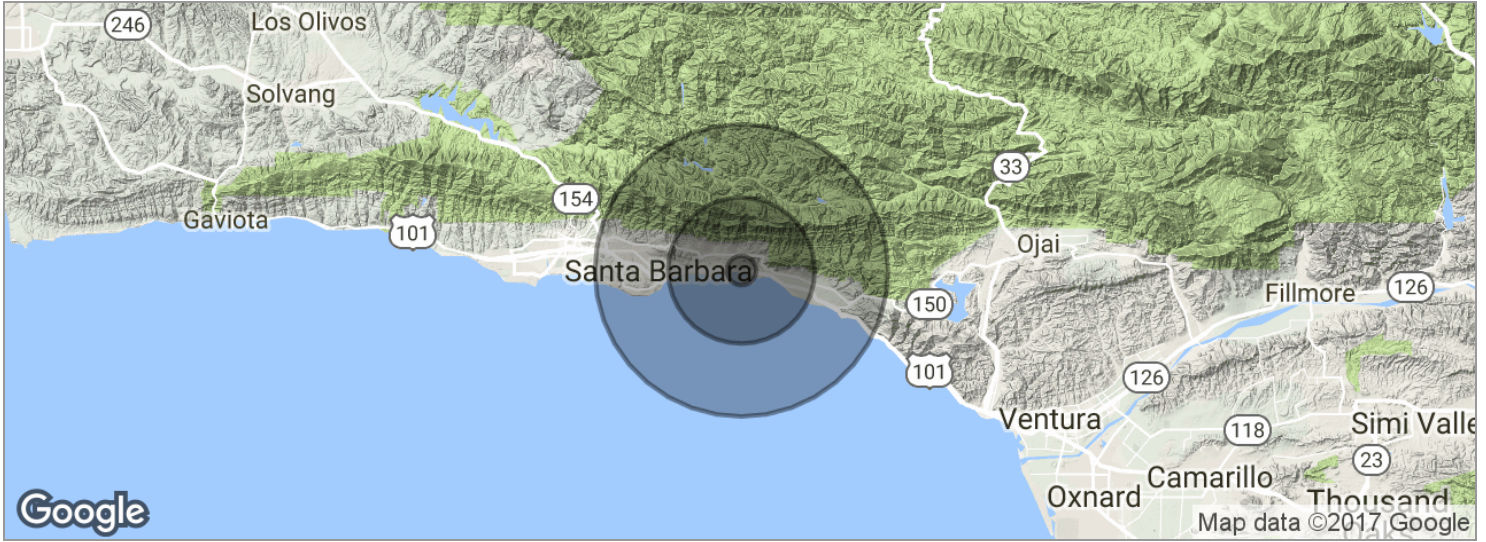 246
Los Olivos
Solvang
33
154
Gaviota
101
Ojai
Santa Barbara
150
Fillmore
126
101
126
Ventura
118
Simi Valle
23
Camarillo
Oxnard
Thousand
Oaks
Google
Map data ©2017 Google